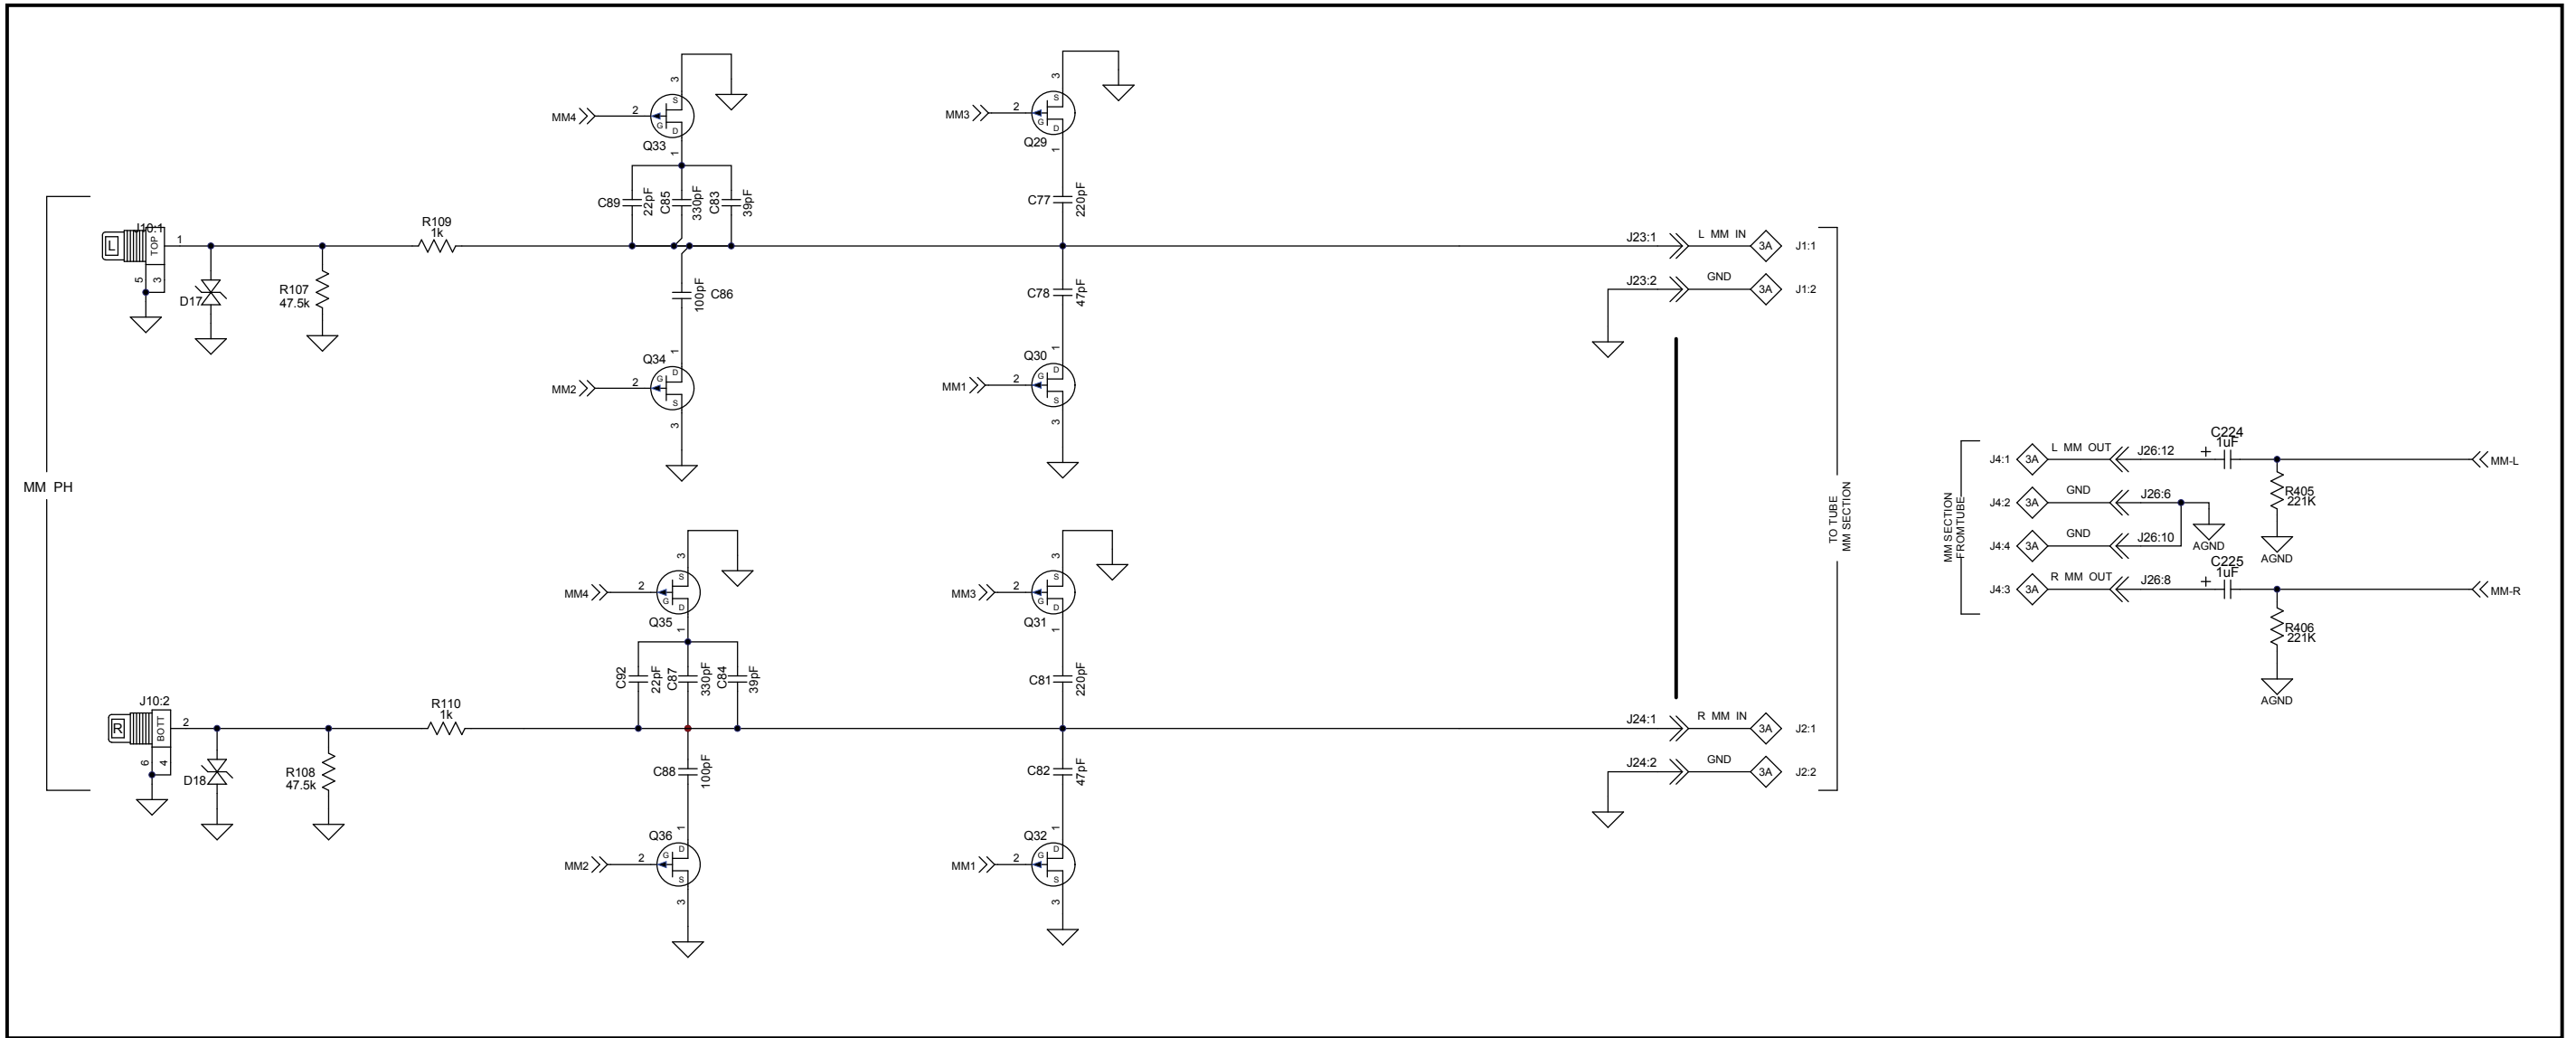 MM PH
L
J10:1
TOP
1
5
3
D17
R107
47.5k
R109
1k
MM4
2
3
S
G
D
Q33
1
C89
22pF
C85
330pF
C83
39pF
100pF
C86
Q34
1
MM2
2
G
D
S
3
MM3
2
3
S
G
D
Q29
1
C77
220pF
C78
47pF
Q30
1
MM1
2
G
D
S
3
J23:1
L MM IN
3A
J1:1
J23:2
GND
3A
J1:2
R
J10:2
BOTT
2
6
4
D18
R108
47.5k
R110
1k
MM4
2
3
S
G
D
Q35
1
C92
22pF
C87
330pF
C84
39pF
C88
100pF
Q36
1
MM2
2
G
D
S
3
MM3
2
3
S
G
D
Q31
1
C81
220pF
C82
47pF
Q32
1
MM1
2
G
D
S
3
J24:1
R MM IN
3A
J2:1
J24:2
GND
3A
J2:2
TO TUBE
MM SECTION
MM SECTION
FROM TUBE
J4:1
3A
L MM OUT
J26:12
+
C224
1uF
MM-L
R405
221K
AGND
J4:2
3A
GND
J26:6
J4:4
3A
GND
J26:10
AGND
J4:3
3A
R MM OUT
J26:8
+
C225
1uF
MM-R
R406
221K
AGND